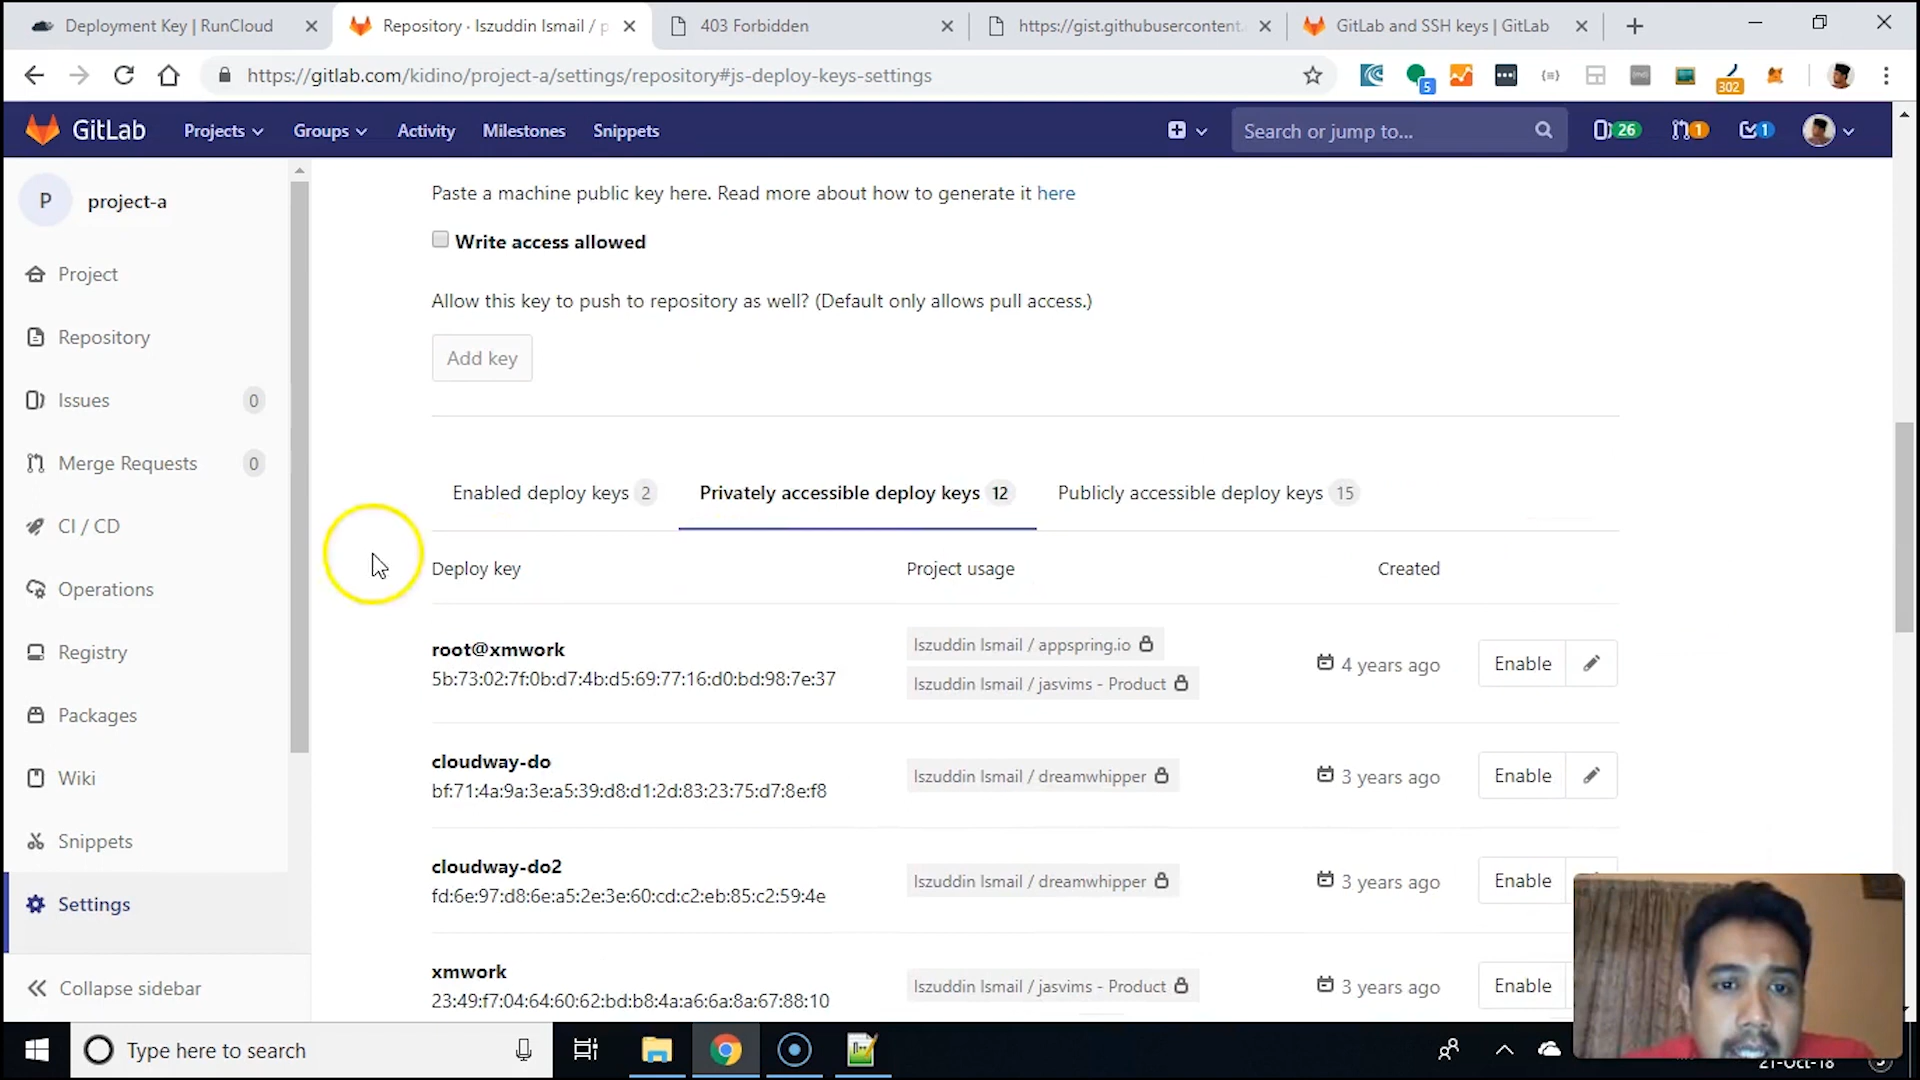 Deployment Key | RunCloud
Repository · Iszuddin Ismail / p
403 Forbidden
https://gist.githubusercontent.
GitLab and SSH keys | GitLab
https://gitlab.com/kidino/project-a/settings/repository#js-deploy-keys-settings
5
302
GitLab
Projects
Groups
Activity
Milestones
Snippets
Search or jump to...
26
1
1
P
project-a
Project
Repository
Issues
0
Merge Requests
0
CI / CD
Operations
Registry
Packages
Wiki
Snippets
Settings
Collapse sidebar
Paste a machine public key here. Read more about how to generate it here
Write access allowed
Allow this key to push to repository as well? (Default only allows pull access.)
Add key
Enabled deploy keys 2
Privately accessible deploy keys 12
Publicly accessible deploy keys 15
Deploy key
Project usage
Created
root@xmwork
5b:73:02:7f:0b:d7:4b:d5:69:77:16:d0:bd:98:7e:37
Iszuddin Ismail / appspring.io
Iszuddin Ismail / jasvims - Product
4 years ago
Enable
cloudway-do
bf:71:4a:9a:3e:a5:39:d8:d1:2d:83:23:75:d7:8e:f8
Iszuddin Ismail / dreamwhipper
3 years ago
Enable
cloudway-do2
fd:6e:97:d8:6e:a5:2e:3e:60:cd:c2:eb:85:c2:59:4e
Iszuddin Ismail / dreamwhipper
3 years ago
Enable
xmwork
23:49:f7:04:64:60:62:bd:b8:4a:a6:6a:8a:67:88:10
Iszuddin Ismail / jasvims - Product
3 years ago
Enable
Type here to search
21-Oct-18